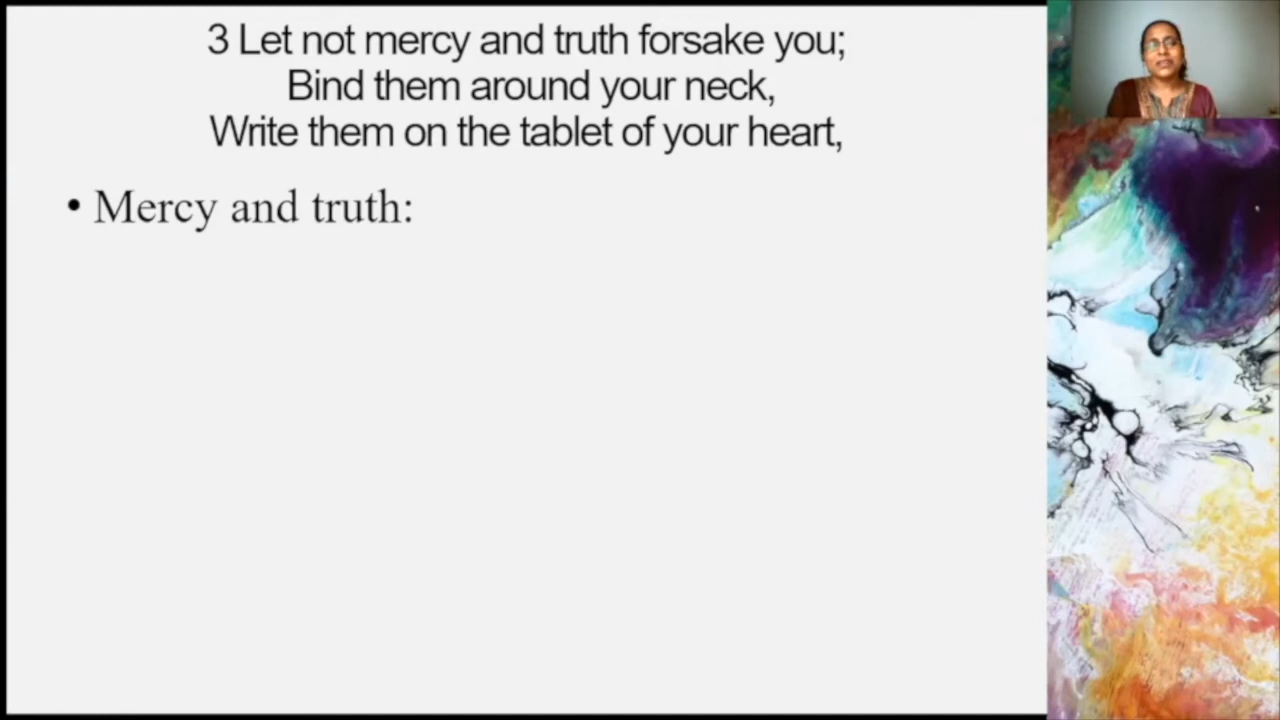 3 Let not mercy and truth forsake you;
Bind them around your neck,
Write them on the tablet of your heart,
• Mercy and truth: